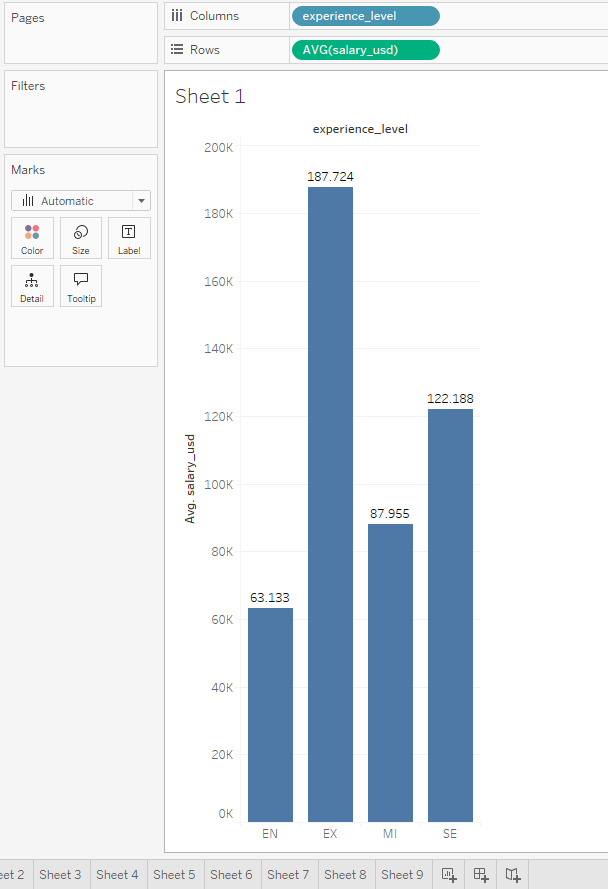 Pages
Columns
experience_level
Rows
AVG(salary_usd)
Filters
Marks
Automatic
Color
Size
Label
Detail
Tooltip
Sheet 1
experience_level
200K
187.724
180K
160K
140K
122.188
120K
Avg. salary_usd
100K
87.955
80K
63.133
60K
40K
20K
0K
EN EX MI SE
eet 2 Sheet 3 Sheet 4 Sheet 5 Sheet 6 Sheet 7 Sheet 8 Sheet 9